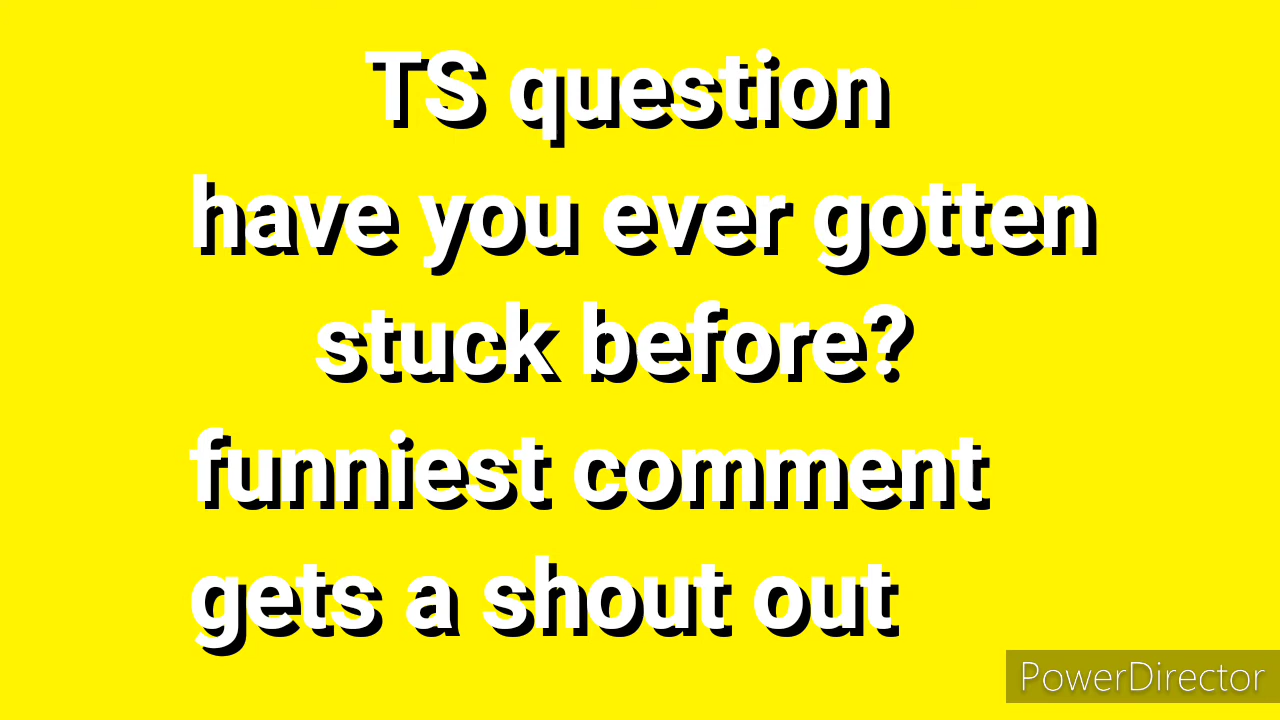 TS question
have you ever gotten
stuck before?
funniest comment
gets a shout out
PowerDirector